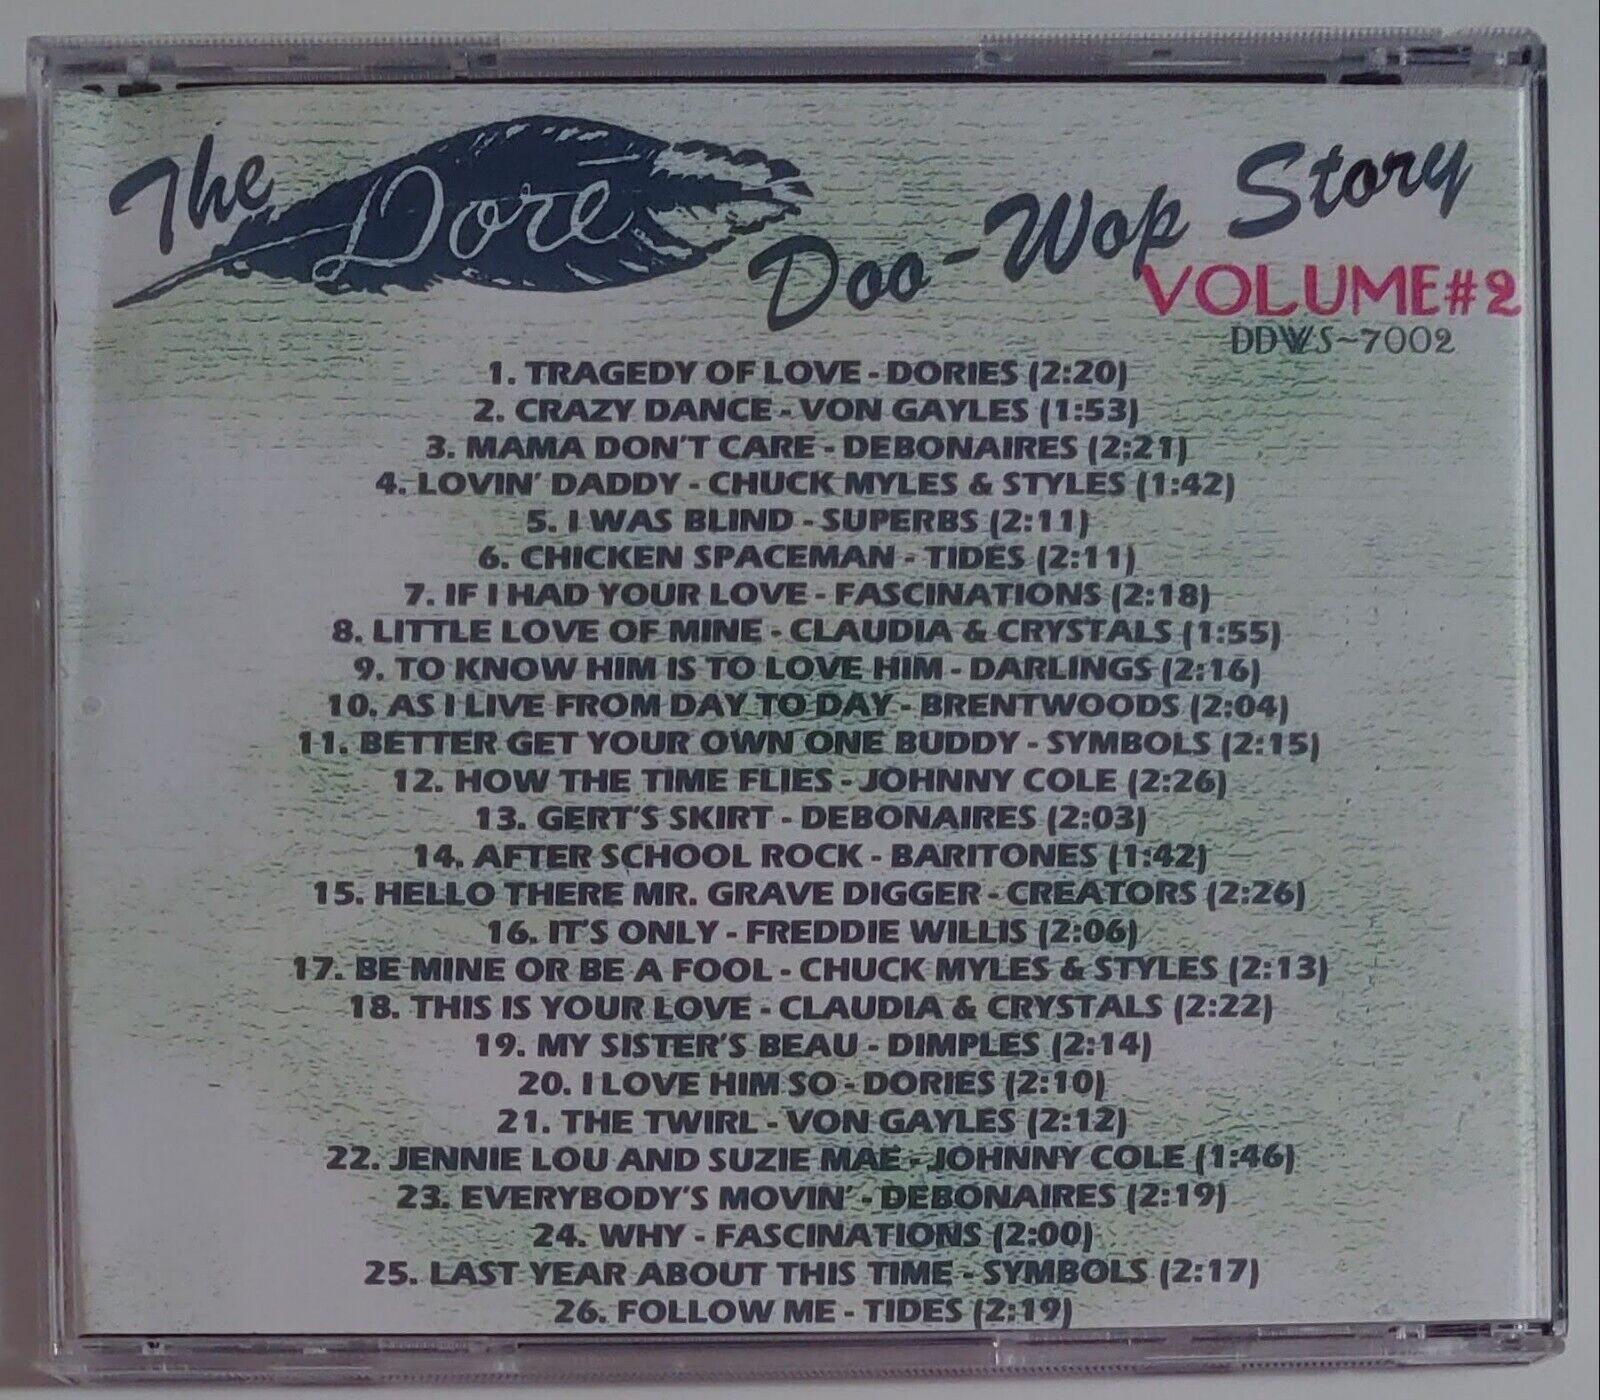 The Doré Doo-Wop Story
VOLUME #2
DDWS-7002
1. TRAGEDY OF LOVE - DORIES (2:20)
2. CRAZY DANCE - VON GAYLES (1:53)
3. MAMA DON'T CARE - DEBONAIRES (2:21)
4. LOVIN' DADDY - CHUCK MYLES & STYLES (1:42)
5. I WAS BLIND - SUPERBS (2:11)
6. CHICKEN SPACEMAN - TIDES (2:11)
7. IF I HAD YOUR LOVE - FASCINATIONS (2:18)
8. LITTLE LOVE OF MINE - CLAUDIA & CRYSTALS (1:55)
9. TO KNOW HIM IS TO LOVE HIM - DARLINGS (2:16)
10. AS I LIVE FROM DAY TO DAY - BRENTWOODS (2:04)
11. BETTER GET YOUR OWN ONE BUDDY - SYMBOLS (2:15)
12. HOW THE TIME FLIES - JOHNNY COLE (2:26)
13. GERT'S SKIRT - DEBONAIRES (2:03)
14. AFTER SCHOOL ROCK - BARITONES (1:42)
15. HELLO THERE MR. GRAVE DIGGER - CREATORS (2:26)
16. IT'S ONLY - FREDDIE WILLIS (2:06)
17. BE MINE OR BE A FOOL - CHUCK MYLES & STYLES (2:13)
18. THIS IS YOUR LOVE - CLAUDIA & CRYSTALS (2:22)
19. MY SISTER'S BEAU - DIMPLES (2:14)
20. I LOVE HIM SO - DORIES (2:10)
21. THE TWIRL - VON GAYLES (2:12)
22. JENNIE LOU AND SUZIE MAE - JOHNNY COLE (1:46)
23. EVERYBODY'S MOVIN' - DEBONAIRES (2:19)
24. WHY - FASCINATIONS (2:00)
25. LAST YEAR ABOUT THIS TIME - SYMBOLS (2:17)
26. FOLLOW ME - TIDES (2:19)